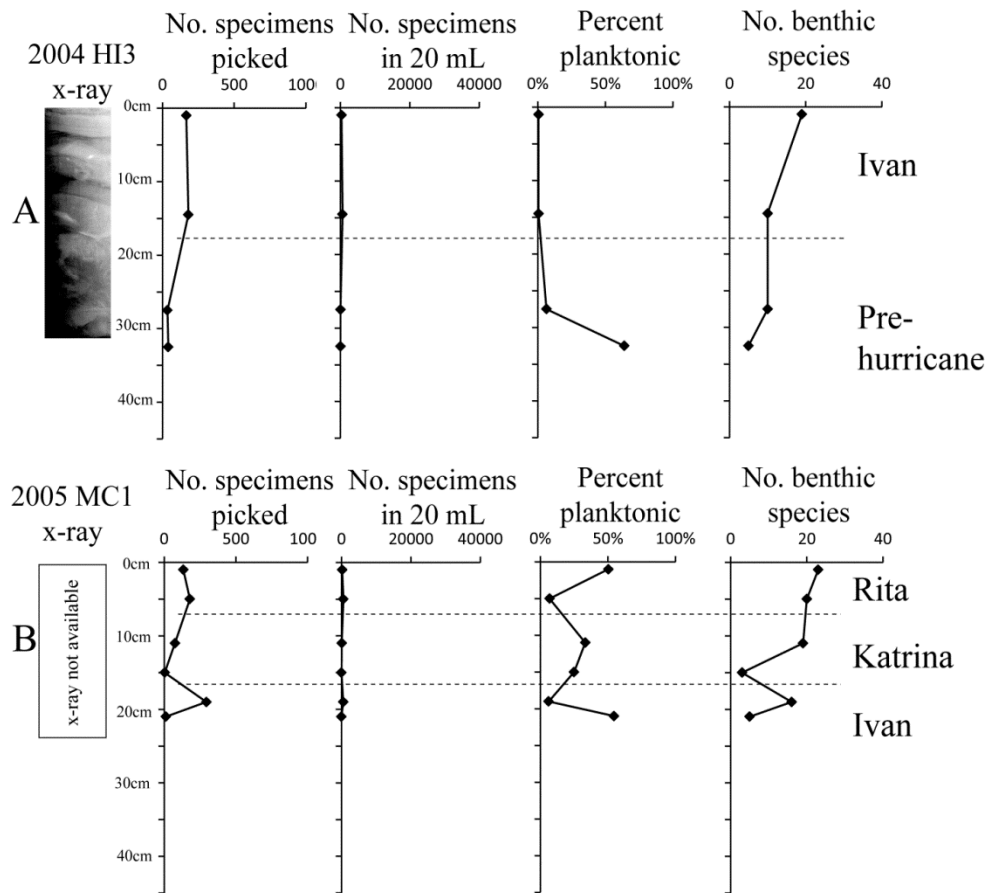 2004 HI3
x-ray
No. specimens
picked
No. specimens
in 20 mL
Percent
planktonic
No. benthic
species
0 500 100
0 20000 40000
0% 50% 100%
0 20 40
0cm
10cm
20cm
30cm
40cm
A
Ivan
Pre-
hurricane
2005 MC1
x-ray
No. specimens
picked
No. specimens
in 20 mL
Percent
planktonic
No. benthic
species
0 500 100
0 20000 40000
0% 50% 100%
0 20 40
0cm
10cm
20cm
30cm
40cm
B
x-ray not available
Rita
Katrina
Ivan